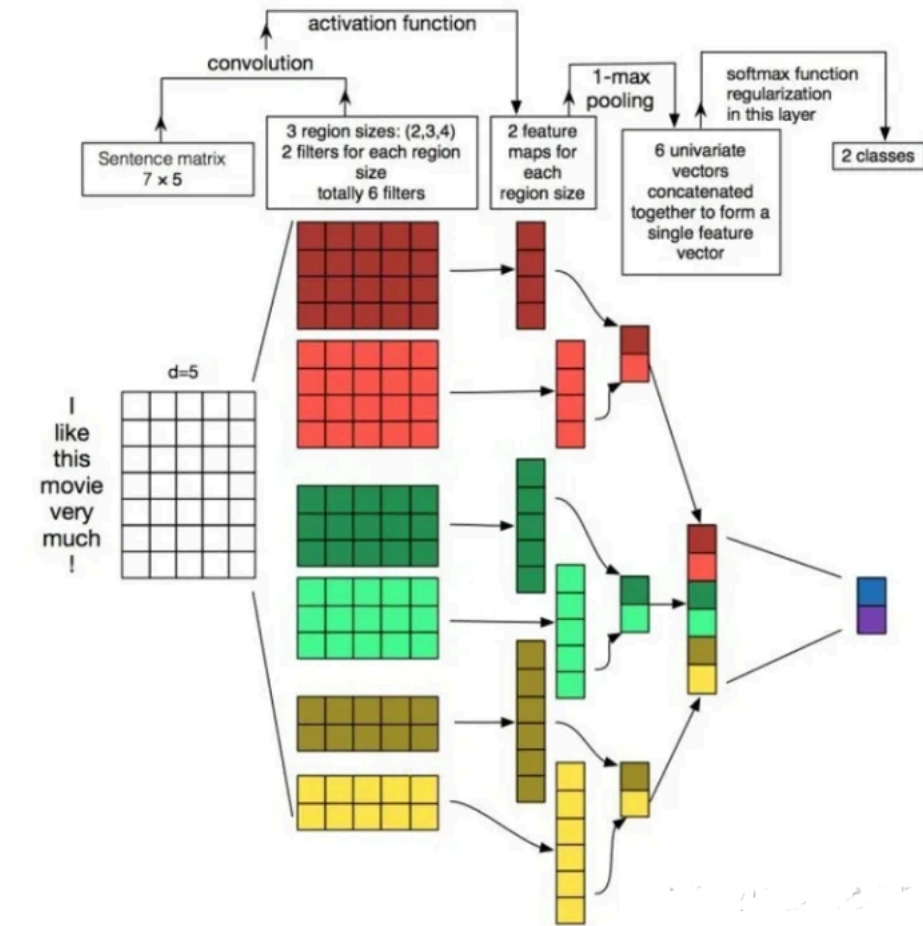 activation function
convolution
1-max
pooling
softmax function
regularization
in this layer
Sentence matrix
7 × 5
3 region sizes: (2,3,4)
2 filters for each region
size
totally 6 filters
2 feature
maps for
each
region size
6 univariate
vectors
concatenated
together to form a
single feature
vector
2 classes
d=5
I
like
this
movie
very
much
!